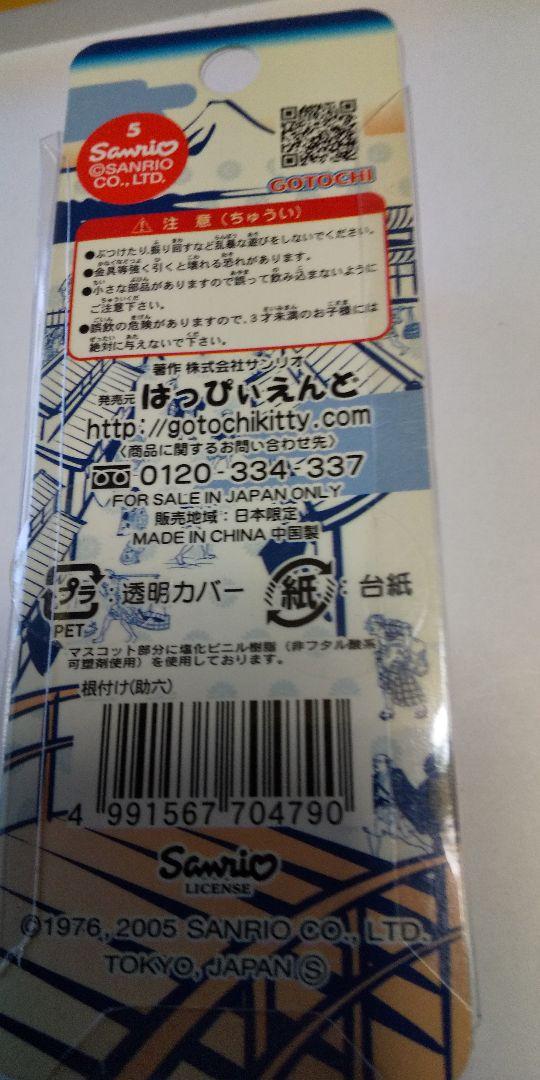 5
Sanrio
©SANRIO
CO., LTD.
GOTOCHI
注 意 (ちゅうい)
●ぶつけたり、振り回すなど乱暴な遊びをしないでください。
●金具等強く引くと壊れる恐れがあります。
●小さな部品がありますので誤って飲み込まないように
ご注意下さい。
●誤飲の危険がありますので、3才未満のお子様には
絶対に与えないで下さい。
著作 株式会社サンリオ
発売元 はっぴぃえんど
http://gotochikitty.com
〈商品に関するお問い合わせ先〉
0120-334-337
FOR SALE IN JAPAN ONLY
販売地域：日本限定
MADE IN CHINA 中国製
プラ：透明カバー 紙：台紙
PET
マスコット部分に塩化ビニル樹脂（非フタル酸系
可塑剤使用）を使用しております。
根付け(助六)
4 991567 704790
Sanrio
LICENSE
©1976, 2005 SANRIO CO., LTD.
TOKYO, JAPAN Ⓢ